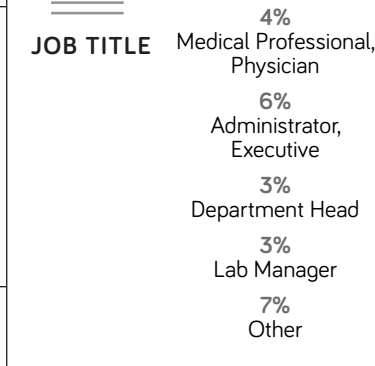 JOB TITLE
4%
Medical Professional,
Physician
6%
Administrator,
Executive
3%
Department Head
3%
Lab Manager
7%
Other